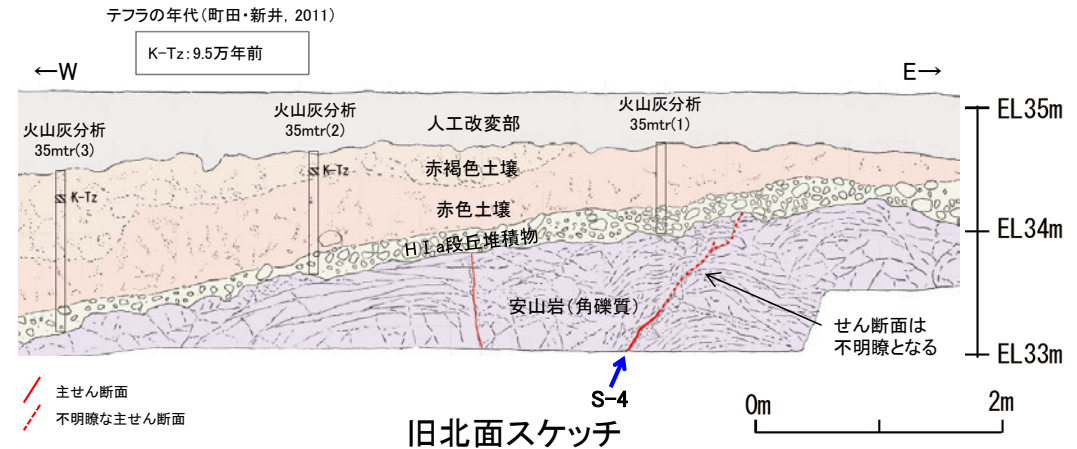 テフラの年代(町田・新井, 2011)
K-Tz:9.5万年前
←W
E→
火山灰分析
35mtr(3)
火山灰分析
35mtr(2)
火山灰分析
35mtr(1)
人工改変部
K-Tz
K-Tz
赤褐色土壌
赤色土壌
HⅠa段丘堆積物
安山岩(角礫質)
せん断面は
不明瞭となる
EL35m
EL34m
EL33m
主せん断面
不明瞭な主せん断面
S-4
旧北面スケッチ
0m
2m